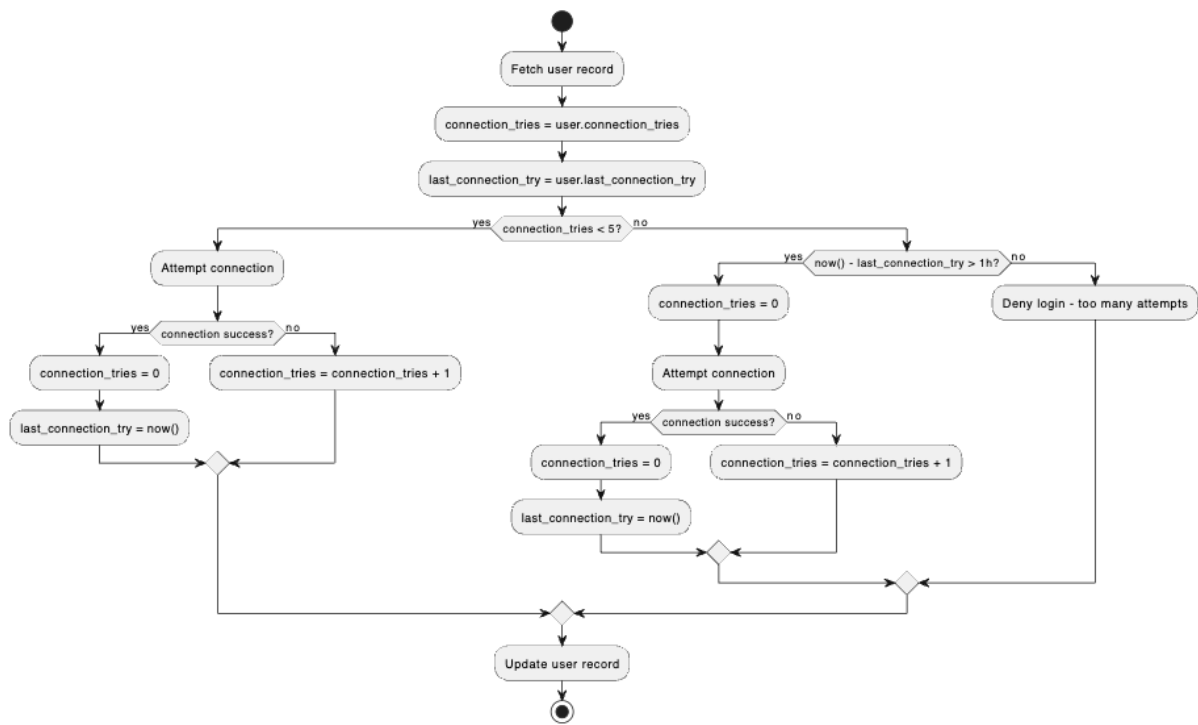 Fetch user record
connection_tries = user.connection_tries
last_connection_try = user.last_connection_try
yes
connection_tries < 5?
no
Attempt connection
yes
connection success?
no
connection_tries = 0
connection_tries = connection_tries + 1
last_connection_try = now()
yes
now() - last_connection_try > 1h?
no
connection_tries = 0
Deny login - too many attempts
Attempt connection
yes
connection success?
no
connection_tries = 0
connection_tries = connection_tries + 1
last_connection_try = now()
Update user record